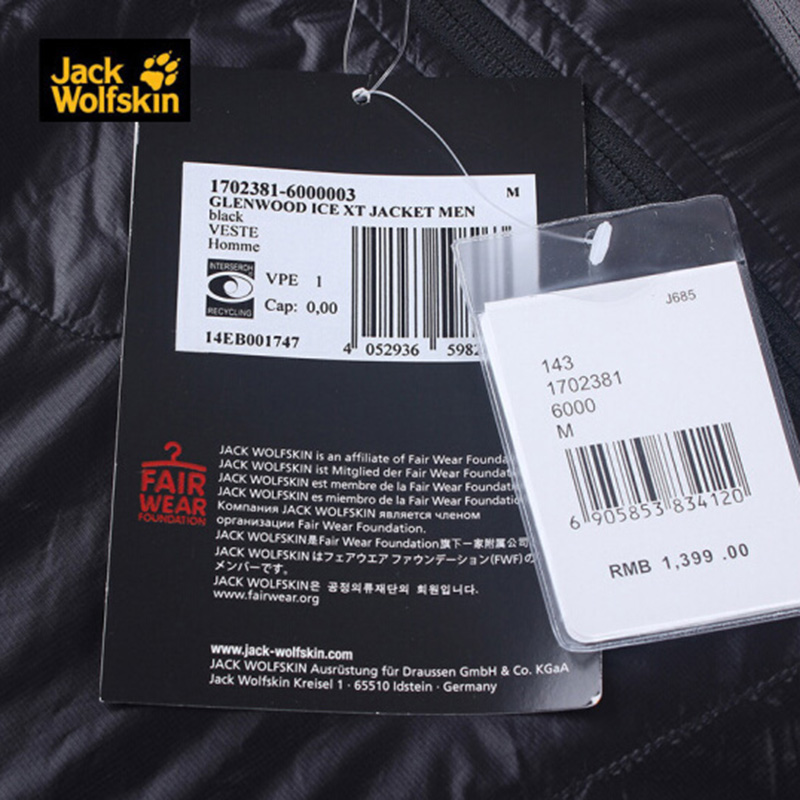 Jack
Wolfskin
1702381-6000003 M
GLENWOOD ICE XT JACKET MEN
black
VESTE
Homme
INTERSEROH
RECYCLING
VPE 1
Cap: 0,00
14EB001747
4 052936
J685
143
1702381
6000
M
6 905853 834120
RMB 1,399 .00
FAIR
WEAR
FOUNDATION
JACK WOLFSKIN is an affiliate of Fair Wear
JACK WOLFSKIN ist Mitglied der Fair Wear
JACK WOLFSKIN est membre de la Fair Wear
JACK WOLFSKIN es miembro de la Fair Wear
Компания JACK WOLFSKIN является членом
организации Fair Wear Foundation.
JACK WOLFSKIN是Fair Wear Foundation旗下一家附属公司
JACK WOLFSKIN はフェアウエア ファウンデーション(FWF)の
メンバーです。
JACK WOLFSKIN은 공정의류재단의 회원입니다.
www.fairwear.org
www.jack-wolfskin.com
JACK WOLFSKIN Ausrüstung für Draussen GmbH & Co. KGaA
Jack Wolfskin Kreisel 1 · 65510 Idstein · Germany